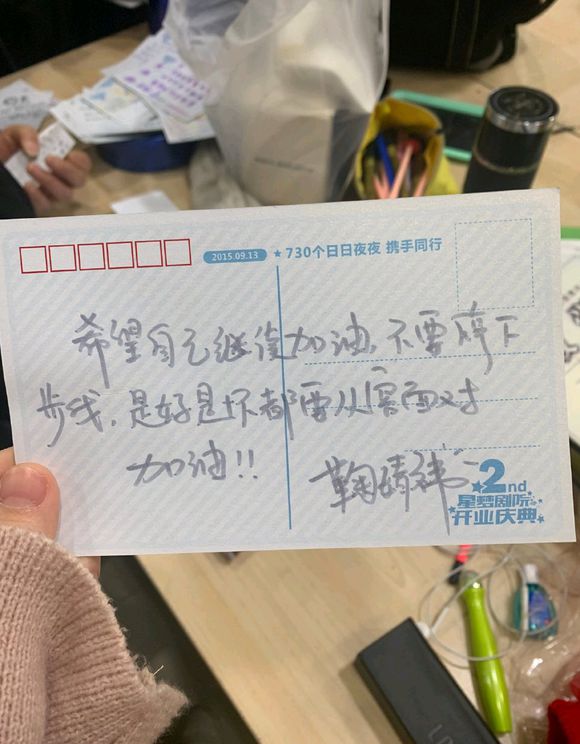 2015.09.13 ★730个日日夜夜 携手同行
希望自己继续加油,不要停下
步伐,是好是坏都要从容面对
加油!!
鞠婧祎
2nd
星梦剧院
开业庆典